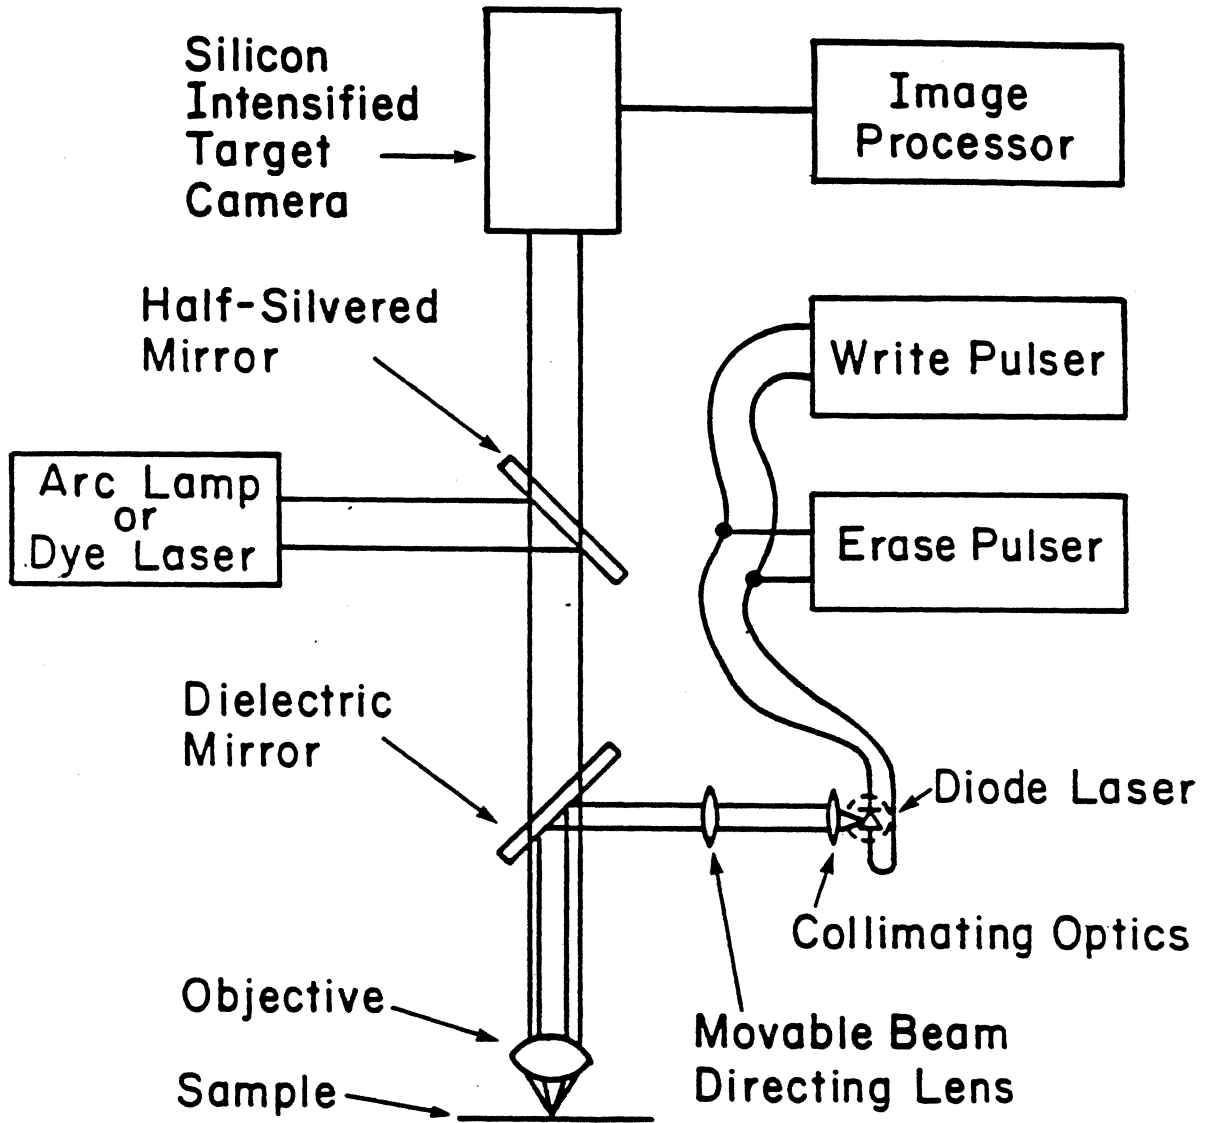 Silicon
Intensified
Target
Camera
Image
Processor
Half-Silvered
Mirror
Write Pulser
Arc Lamp
or
Dye Laser
Erase Pulser
Dielectric
Mirror
Diode Laser
Collimating Optics
Objective
Movable Beam
Directing Lens
Sample